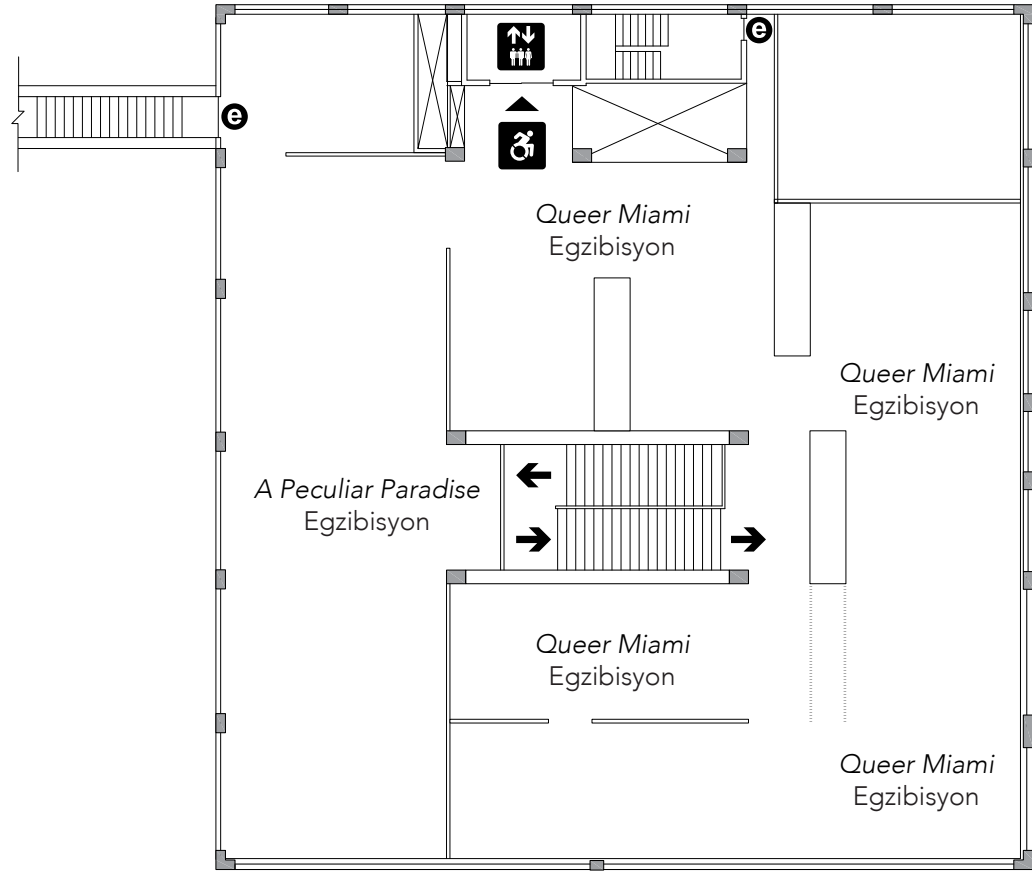 e
e
Queer Miami
Egzibisyon
Queer Miami
Egzibisyon
A Peculiar Paradise
Egzibisyon
Queer Miami
Egzibisyon
Queer Miami
Egzibisyon